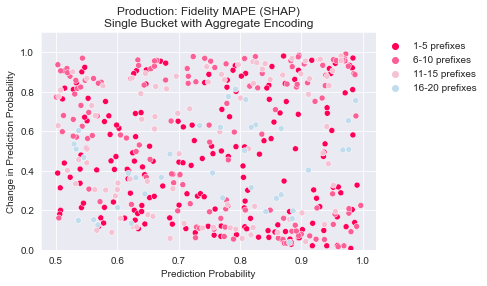 Production: Fidelity MAPE (SHAP)
Single Bucket with Aggregate Encoding
1-5 prefixes
6-10 prefixes
11-15 prefixes
16-20 prefixes
Change in Prediction Probability
1.0
0.8
0.6
0.4
0.2
0.0
0.5
0.6
0.7
0.8
0.9
1.0
Prediction Probability